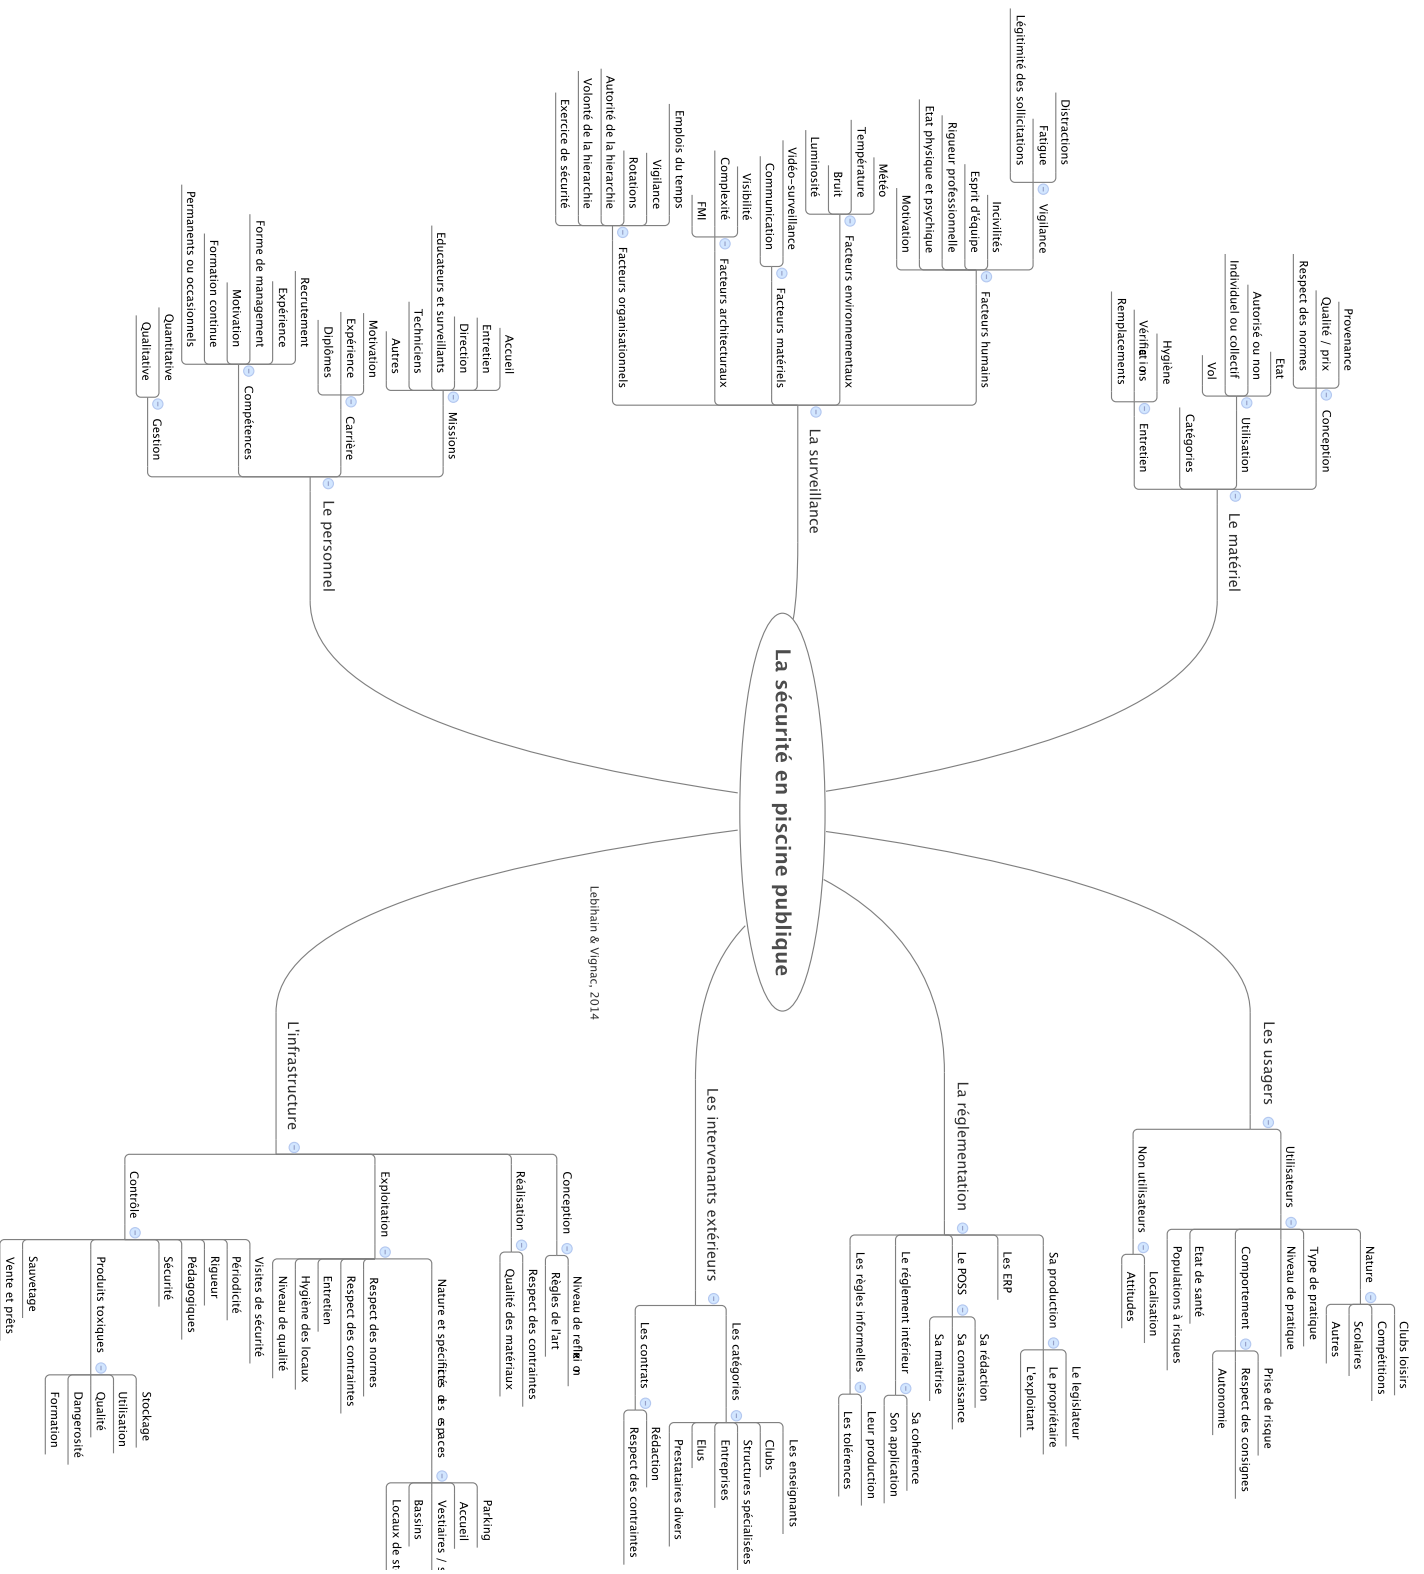 La sécurité en piscine publique
Lebihain & Vignac, 2014
Les usagers
Utilisateurs
Nature
Clubs loisirs
Compétitions
Scolaires
Autres
Type de pratique
Niveau de pratique
Comportement
Prise de risque
Respect des consignes
Autonomie
Etat de santé
Populations à risques
Non utilisateurs
Localisation
Attitudes
La réglementation
Sa production
Le legislateur
Le propriétaire
L'exploitant
Les ERP
Le POSS
Sa rédaction
Sa connaissance
Sa maitrise
Le réglement intérieur
Sa cohérence
Son application
Les règles informelles
Leur production
Les tolérences
Les intervenants extérieurs
Les catégories
Les enseignants
Clubs
Structures spécialisées
Entreprises
Elus
Prestataires divers
Les contrats
Rédaction
Respect des contraintes
L'infrastructure
Conception
Niveau de reflexion
Règles de l'art
Réalisation
Respect des contraintes
Qualité des matériaux
Exploitation
Nature et spécificités des espaces
Parking
Accueil
Vestiaires /
Bassins
Locaux de
Respect des normes
Respect des contraintes
Entretien
Hygiène des locaux
Niveau de qualité
Contrôle
Visites de sécurité
Périodicité
Rigueur
Pédagogiques
Sécurité
Produits toxiques
Stockage
Utilisation
Qualité
Dangerosité
Formation
Sauvetage
Vente et prêts
Le matériel
Conception
Provenance
Qualité / prix
Respect des normes
Utilisation
Etat
Autorisé ou non
Individuel ou collectif
Vol
Catégories
Entretien
Hygiène
Vérifications
Remplacements
La surveillance
Facteurs humains
Vigilance
Distractions
Fatigue
Légitimité des sollicitations
Incivilités
Esprit d'équipe
Rigueur professionnelle
Etat physique et psychique
Motivation
Facteurs environnementaux
Météo
Température
Bruit
Luminosité
Facteurs matériels
Vidéo-surveillance
Communication
Facteurs architecturaux
Visibilité
Complexité
FMI
Facteurs organisationnels
Emplois du temps
Vigilance
Rotations
Autorité de la hierarchie
Volonté de la hierarchie
Exercice de sécurité
Le personnel
Missions
Accueil
Entretien
Direction
Educateurs et surveillants
Techniciens
Autres
Carrière
Motivation
Expérience
Diplômes
Compétences
Recrutement
Expérience
Forme de management
Motivation
Formation continue
Permanents ou occasionnels
Gestion
Quantitative
Qualitative